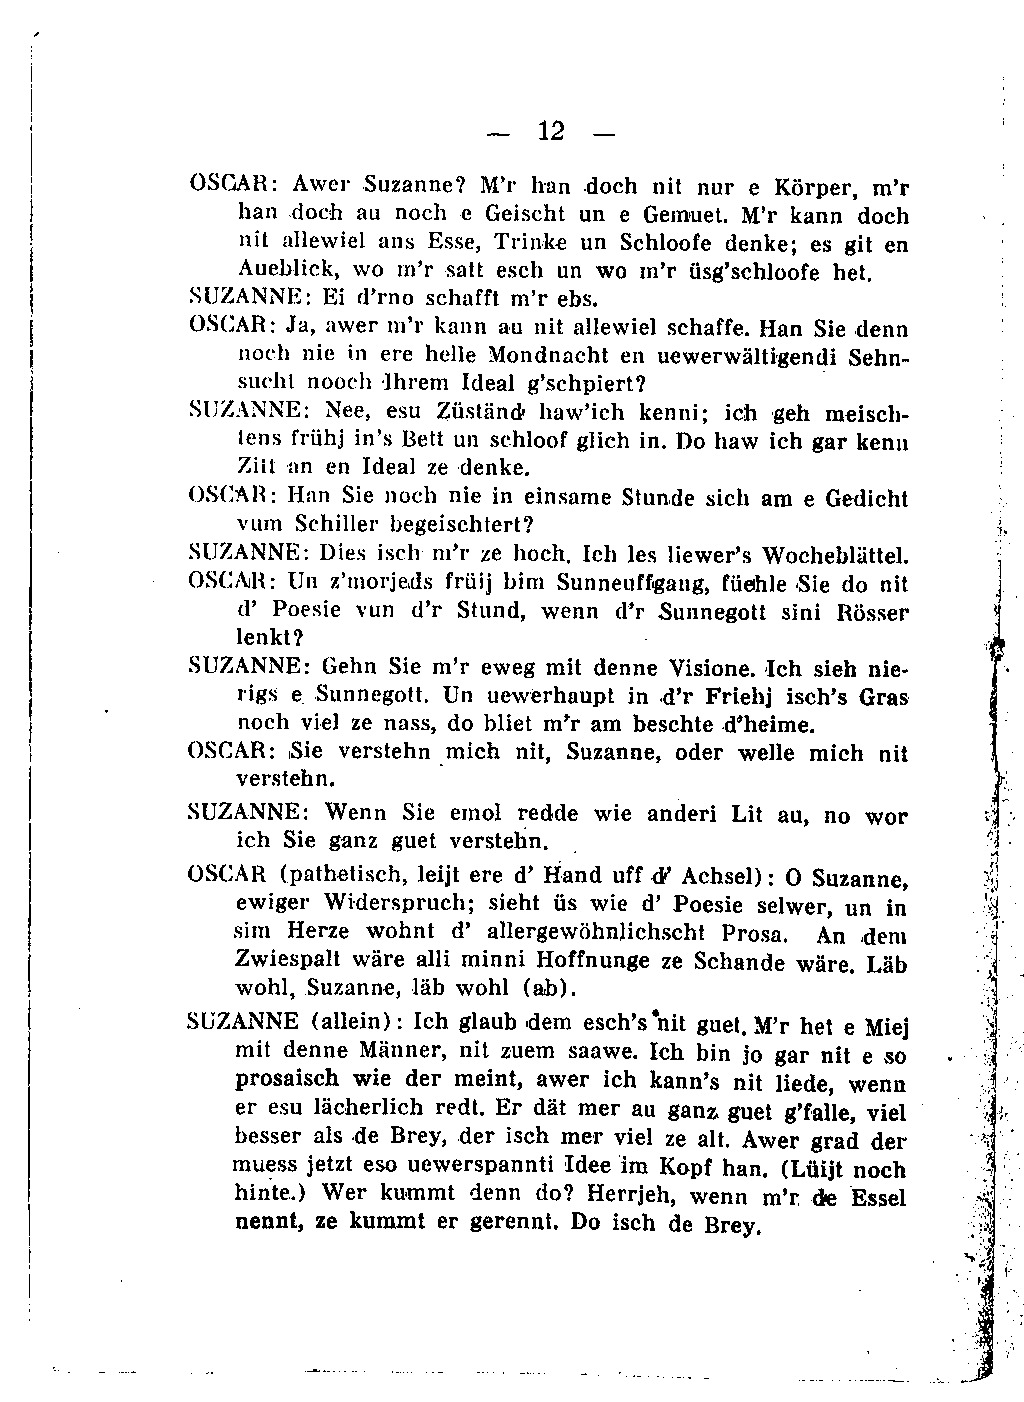 — 12 —
OSCAR: Awer Suzanne? M'r han doch nit nur e Körper, m'r
han doch au noch e Geischt un e Gemuet. M'r kann doch
nit allewiel ans Esse, Trinke un Schloofe denke; es git en
Aueblick, wo m'r satt esch un wo m'r üsg'schloofe het.
SUZANNE: Ei d'rno schafft m'r ebs.
OSCAR: Ja, awer m'r kann au nit allewiel schaffe. Han Sie denn
noch nie in ere helle Mondnacht en uewerwältigendi Sehn-
sucht nooch Ihrem Ideal g'schpiert?
SUZANNE: Nee, esu Züständ haw'ich kenni; ich geh meisch-
tens frühj in's Bett un schloof glich in. Do haw ich gar kenn
Zitt an en Ideal ze denke.
OSCAR: Han Sie noch nie in einsame Stunde sich am e Gedicht
vum Schiller begeischtert?
SUZANNE: Dies isch m'r ze hoch. Ich les liewer's Wocheblättel.
OSCAR: Un z'morjeds früij bim Sunneuffgang, füehle Sie do nit
d' Poesie vun d'r Stund, wenn d'r Sunnegott sini Rösser
lenkt?
SUZANNE: Gehn Sie m'r eweg mit denne Visione. Ich sieh nie-
rigs e Sunnegott. Un uewerhaupt in d'r Friehj isch's Gras
noch viel ze nass, do bliet m'r am beschte d'heime.
OSCAR: Sie verstehn mich nit, Suzanne, oder welle mich nit
verstehn.
SUZANNE: Wenn Sie emol redde wie anderi Lit au, no wor
ich Sie ganz guet verstehn.
OSCAR (pathetisch, leijt ere d' Hand uff d' Achsel): O Suzanne,
ewiger Widerspruch; sieht üs wie d' Poesie selwer, un in
sim Herze wohnt d' allergewöhnlichscht Prosa. An dem
Zwiespalt wäre alli minni Hoffnunge ze Schande wäre. Läb
wohl, Suzanne, läb wohl (ab).
SUZANNE (allein): Ich glaub dem esch's nit guet. M'r het e Miej
mit denne Männer, nit zuem saawe. Ich bin jo gar nit e so
prosaisch wie der meint, awer ich kann's nit liede, wenn
er esu lächerlich redt. Er dät mer au ganz guet g'falle, viel
besser als de Brey, der isch mer viel ze alt. Awer grad der
muess jetzt eso uewerspannti Idee im Kopf han. (Lüijt noch
hinte.) Wer kummt denn do? Herrjeh, wenn m'r de Essel
nennt, ze kummt er gerennt. Do isch de Brey.